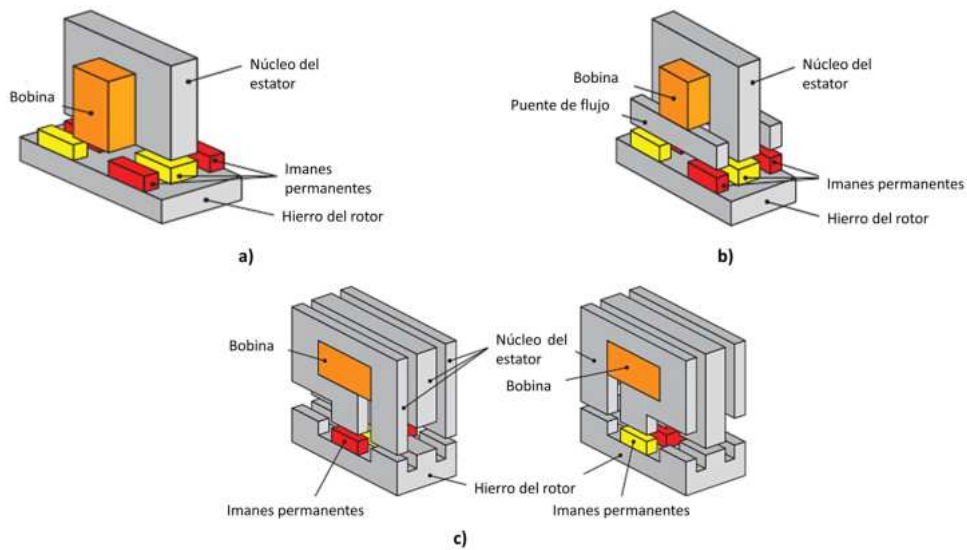 Núcleo del
estator
Bobina
Imanes
permanentes
Hierro del rotor
a)
Bobina
Núcleo del
estator
Puente de flujo
Imanes permanentes
Hierro del rotor
b)
Bobina
Núcleo del
estator
Bobina
Hierro del rotor
Imanes permanentes
Imanes permanentes
c)